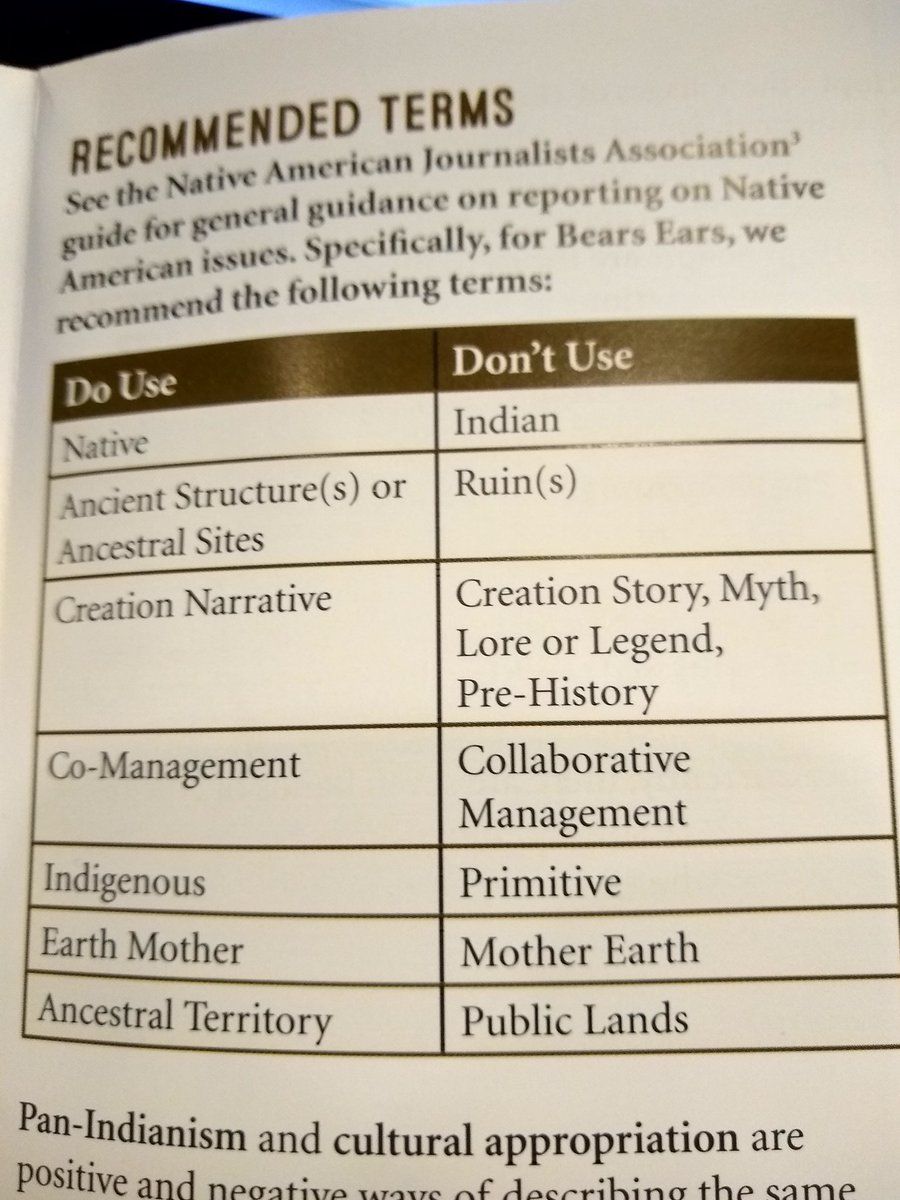 RECOMMENDED TERMS
See the Native American Journalists Association³
guide for general guidance on reporting on Native
American issues. Specifically, for Bears Ears, we
recommend the following terms:
Do Use
Don't Use
Native
Indian
Ancient Structure(s) or
Ancestral Sites
Ruin(s)
Creation Narrative
Creation Story, Myth,
Lore or Legend,
Pre-History
Co-Management
Collaborative
Management
Indigenous
Primitive
Earth Mother
Mother Earth
Ancestral Territory
Public Lands
Pan-Indianism and cultural appropriation are
positive and negative ways of describing the same